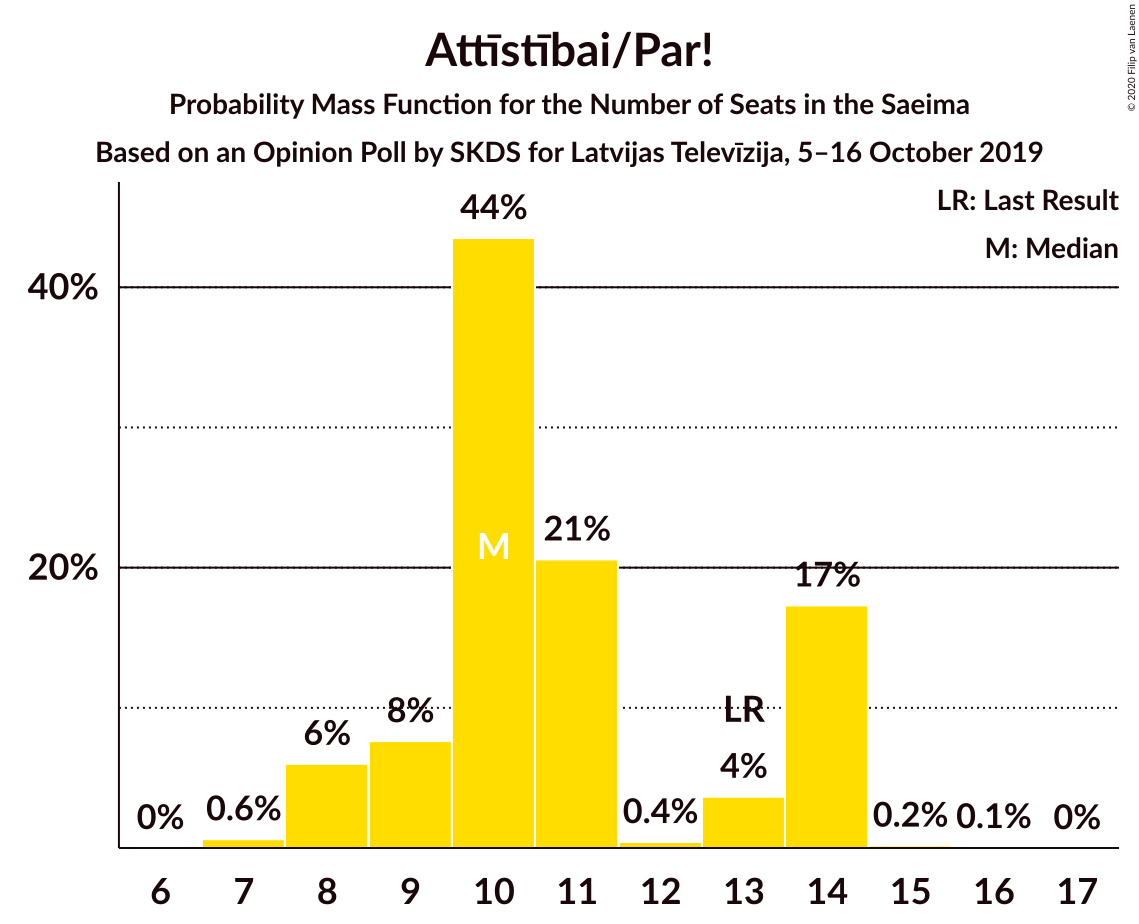 Attīstībai/Par!
Probability Mass Function for the Number of Seats in the Saeima
Based on an Opinion Poll by SKDS for Latvijas Televīzija, 5–16 October 2019
© 2020 Filip van Laenen
LR: Last Result
M: Median
44%
40%
M
21%
20%
17%
8%
LR
6%
4%
0%
0.6%
0.4%
0.2%
0.1%
0%
6 7 8 9 10 11 12 13 14 15 16 17